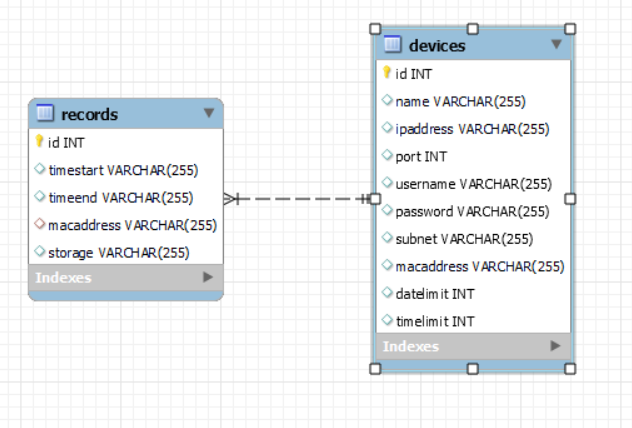 records
id INT
timestart VARCHAR(255)
timeend VARCHAR(255)
macaddress VARCHAR(255)
storage VARCHAR(255)
Indexes
devices
id INT
name VARCHAR(255)
ipaddress VARCHAR(255)
port INT
username VARCHAR(255)
password VARCHAR(255)
subnet VARCHAR(255)
macaddress VARCHAR(255)
datelimit INT
timelimit INT
Indexes